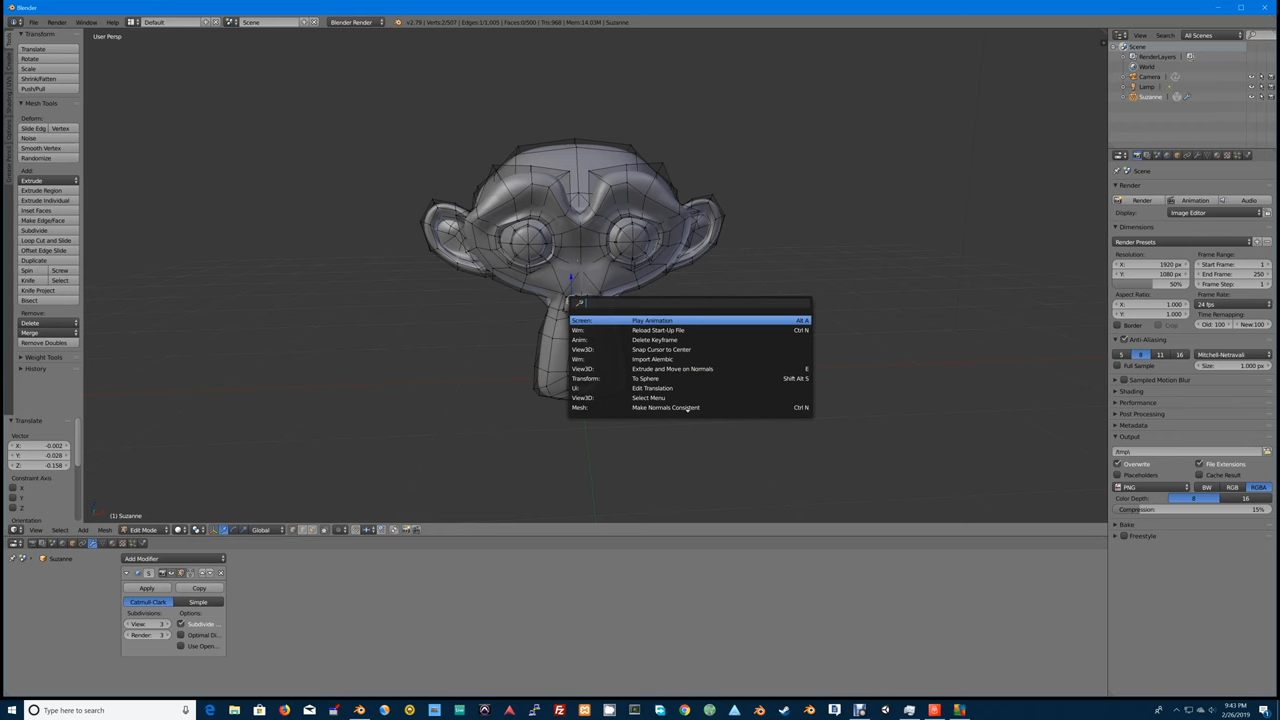 Blender
File Render Window Help Default Scene Blender Render v2.79 | Verts:2/507 | Edges:1/1,005 | Faces:0/500 | Tris:968 | Mem:14.03M | Suzanne
Transform
Translate
Rotate
Scale
Shrink/Fatten
Push/Pull
Mesh Tools
Deform:
Slide Edg Vertex
Noise
Smooth Vertex
Randomize
Add:
Extrude
Extrude Region
Extrude Individual
Inset Faces
Make Edge/Face
Subdivide
Loop Cut and Slide
Offset Edge Slide
Duplicate
Spin Screw
Knife Select
Knife Project
Bisect
Remove:
Delete
Merge
Remove Doubles
Weight Tools
History
Tools
Create
Shading / UVs
Options
Grease Pencil
Translate
Vector
X: -0.002
Y: -0.028
Z: -0.158
Constraint Axis
X
Y
Z
Orientation
User Persp
Screen: Play Animation Alt A
Wm: Reload Start-Up File Ctrl N
Anim: Delete Keyframe
View3D: Snap Cursor to Center
Wm: Import Alembic
View3D: Extrude and Move on Normals E
Transform: To Sphere Shift Alt S
Ui: Edit Translation
View3D: Select Menu
Mesh: Make Normals Consistent Ctrl N
(1) Suzanne
View Select Add Mesh Edit Mode Global
Suzanne
Add Modifier
S
Apply Copy
Catmull-Clark Simple
Subdivisions: Options:
View: 3 Subdivide ...
Render: 3 Optimal Di...
Use Open...
View Search All Scenes
Scene
RenderLayers
World
Camera
Lamp
Suzanne
Scene
Render
Render Animation Audio
Display: Image Editor
Dimensions
Render Presets
Resolution: Frame Range:
X: 1920 px Start Frame: 1
Y: 1080 px End Frame: 250
50% Frame Step: 1
Aspect Ratio: Frame Rate:
X: 1.000 24 fps
Y: 1.000 Time Remapping:
Border Crop Old: 100 New: 100
Anti-Aliasing
5 8 11 16 Mitchell-Netravali
Full Sample Size: 1.000 px
Sampled Motion Blur
Shading
Performance
Post Processing
Metadata
Output
/tmp\
Overwrite File Extensions
Placeholders Cache Result
PNG BW RGB RGBA
Color Depth: 8 16
Compression: 15%
Bake
Freestyle
Type here to search
9:43 PM
2/26/2019